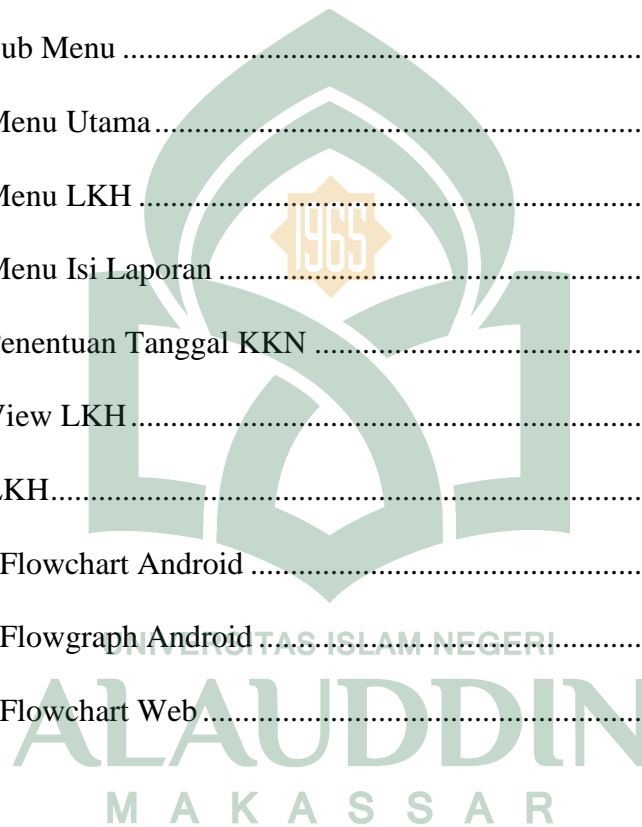 ub Menu ................................................................
Menu Utama ................................................................
Menu LKH ................................................................
Menu Isi Laporan ................................................................
Penentuan Tanggal KKN ................................................................
View LKH ................................................................
LKH ................................................................
Flowchart Android ................................................................
Flowgraph Android ................................................................
Flowchart Web ................................................................
1965
UNIVERSITAS ISLAM NEGERI
ALAUDDIN
MAKASSAR